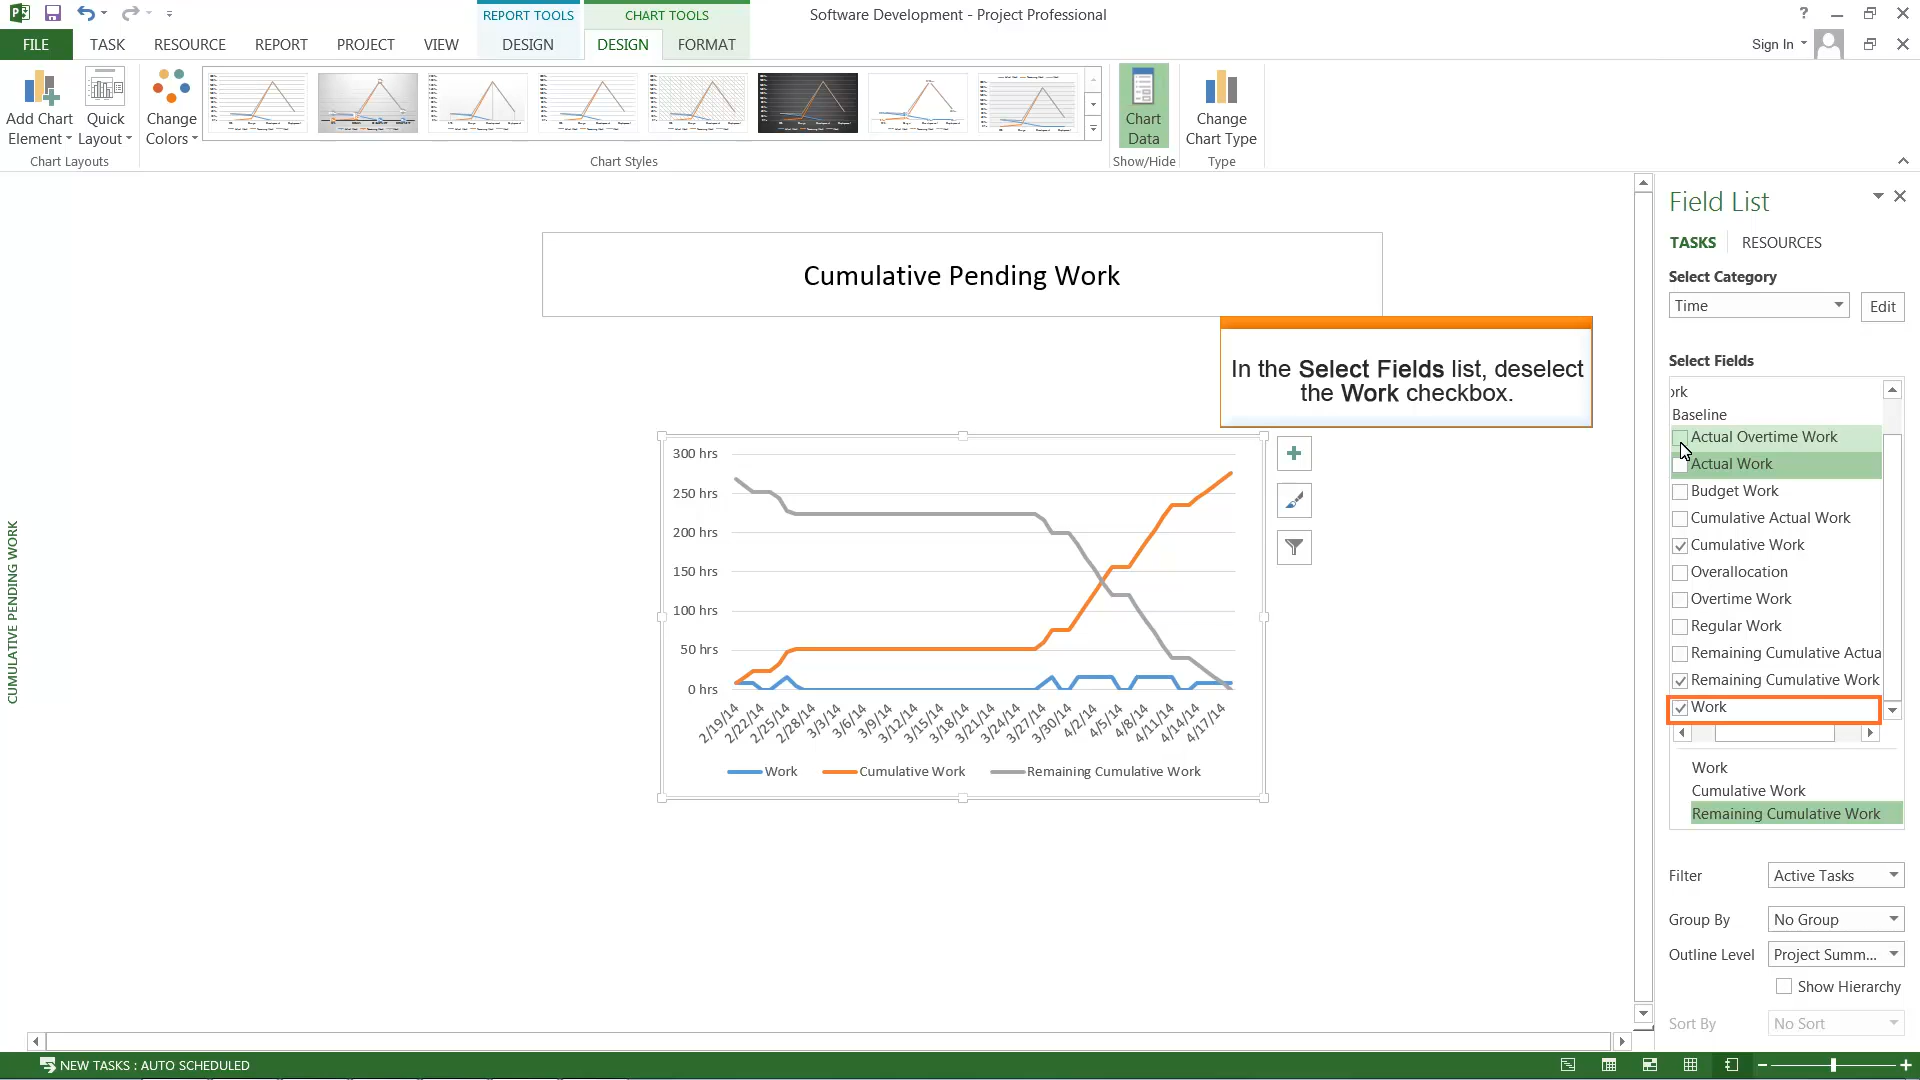 REPORT TOOLS
CHART TOOLS
Software Development - Project Professional
?
FILE
TASK
RESOURCE
REPORT
PROJECT
VIEW
DESIGN
DESIGN
FORMAT
Sign In
Add Chart
Element
Quick
Layout
Change
Colors
Chart
Data
Change
Chart Type
Chart Layouts
Chart Styles
Show/Hide
Type
CUMULATIVE PENDING WORK
Cumulative Pending Work
In the Select Fields list, deselect
the Work checkbox.
300 hrs
250 hrs
200 hrs
150 hrs
100 hrs
50 hrs
0 hrs
2/19/14
2/22/14
2/25/14
2/28/14
3/3/14
3/6/14
3/9/14
3/12/14
3/15/14
3/18/14
3/21/14
3/24/14
3/27/14
3/30/14
4/2/14
4/5/14
4/8/14
4/11/14
4/14/14
4/17/14
Work
Cumulative Work
Remaining Cumulative Work
Field List
TASKS
RESOURCES
Select Category
Time
Edit
Select Fields
ork
Baseline
Actual Overtime Work
Actual Work
Budget Work
Cumulative Actual Work
Cumulative Work
Overallocation
Overtime Work
Regular Work
Remaining Cumulative Actua
Remaining Cumulative Work
Work
Work
Cumulative Work
Remaining Cumulative Work
Filter
Active Tasks
Group By
No Group
Outline Level
Project Summ...
Show Hierarchy
Sort By
No Sort
NEW TASKS : AUTO SCHEDULED